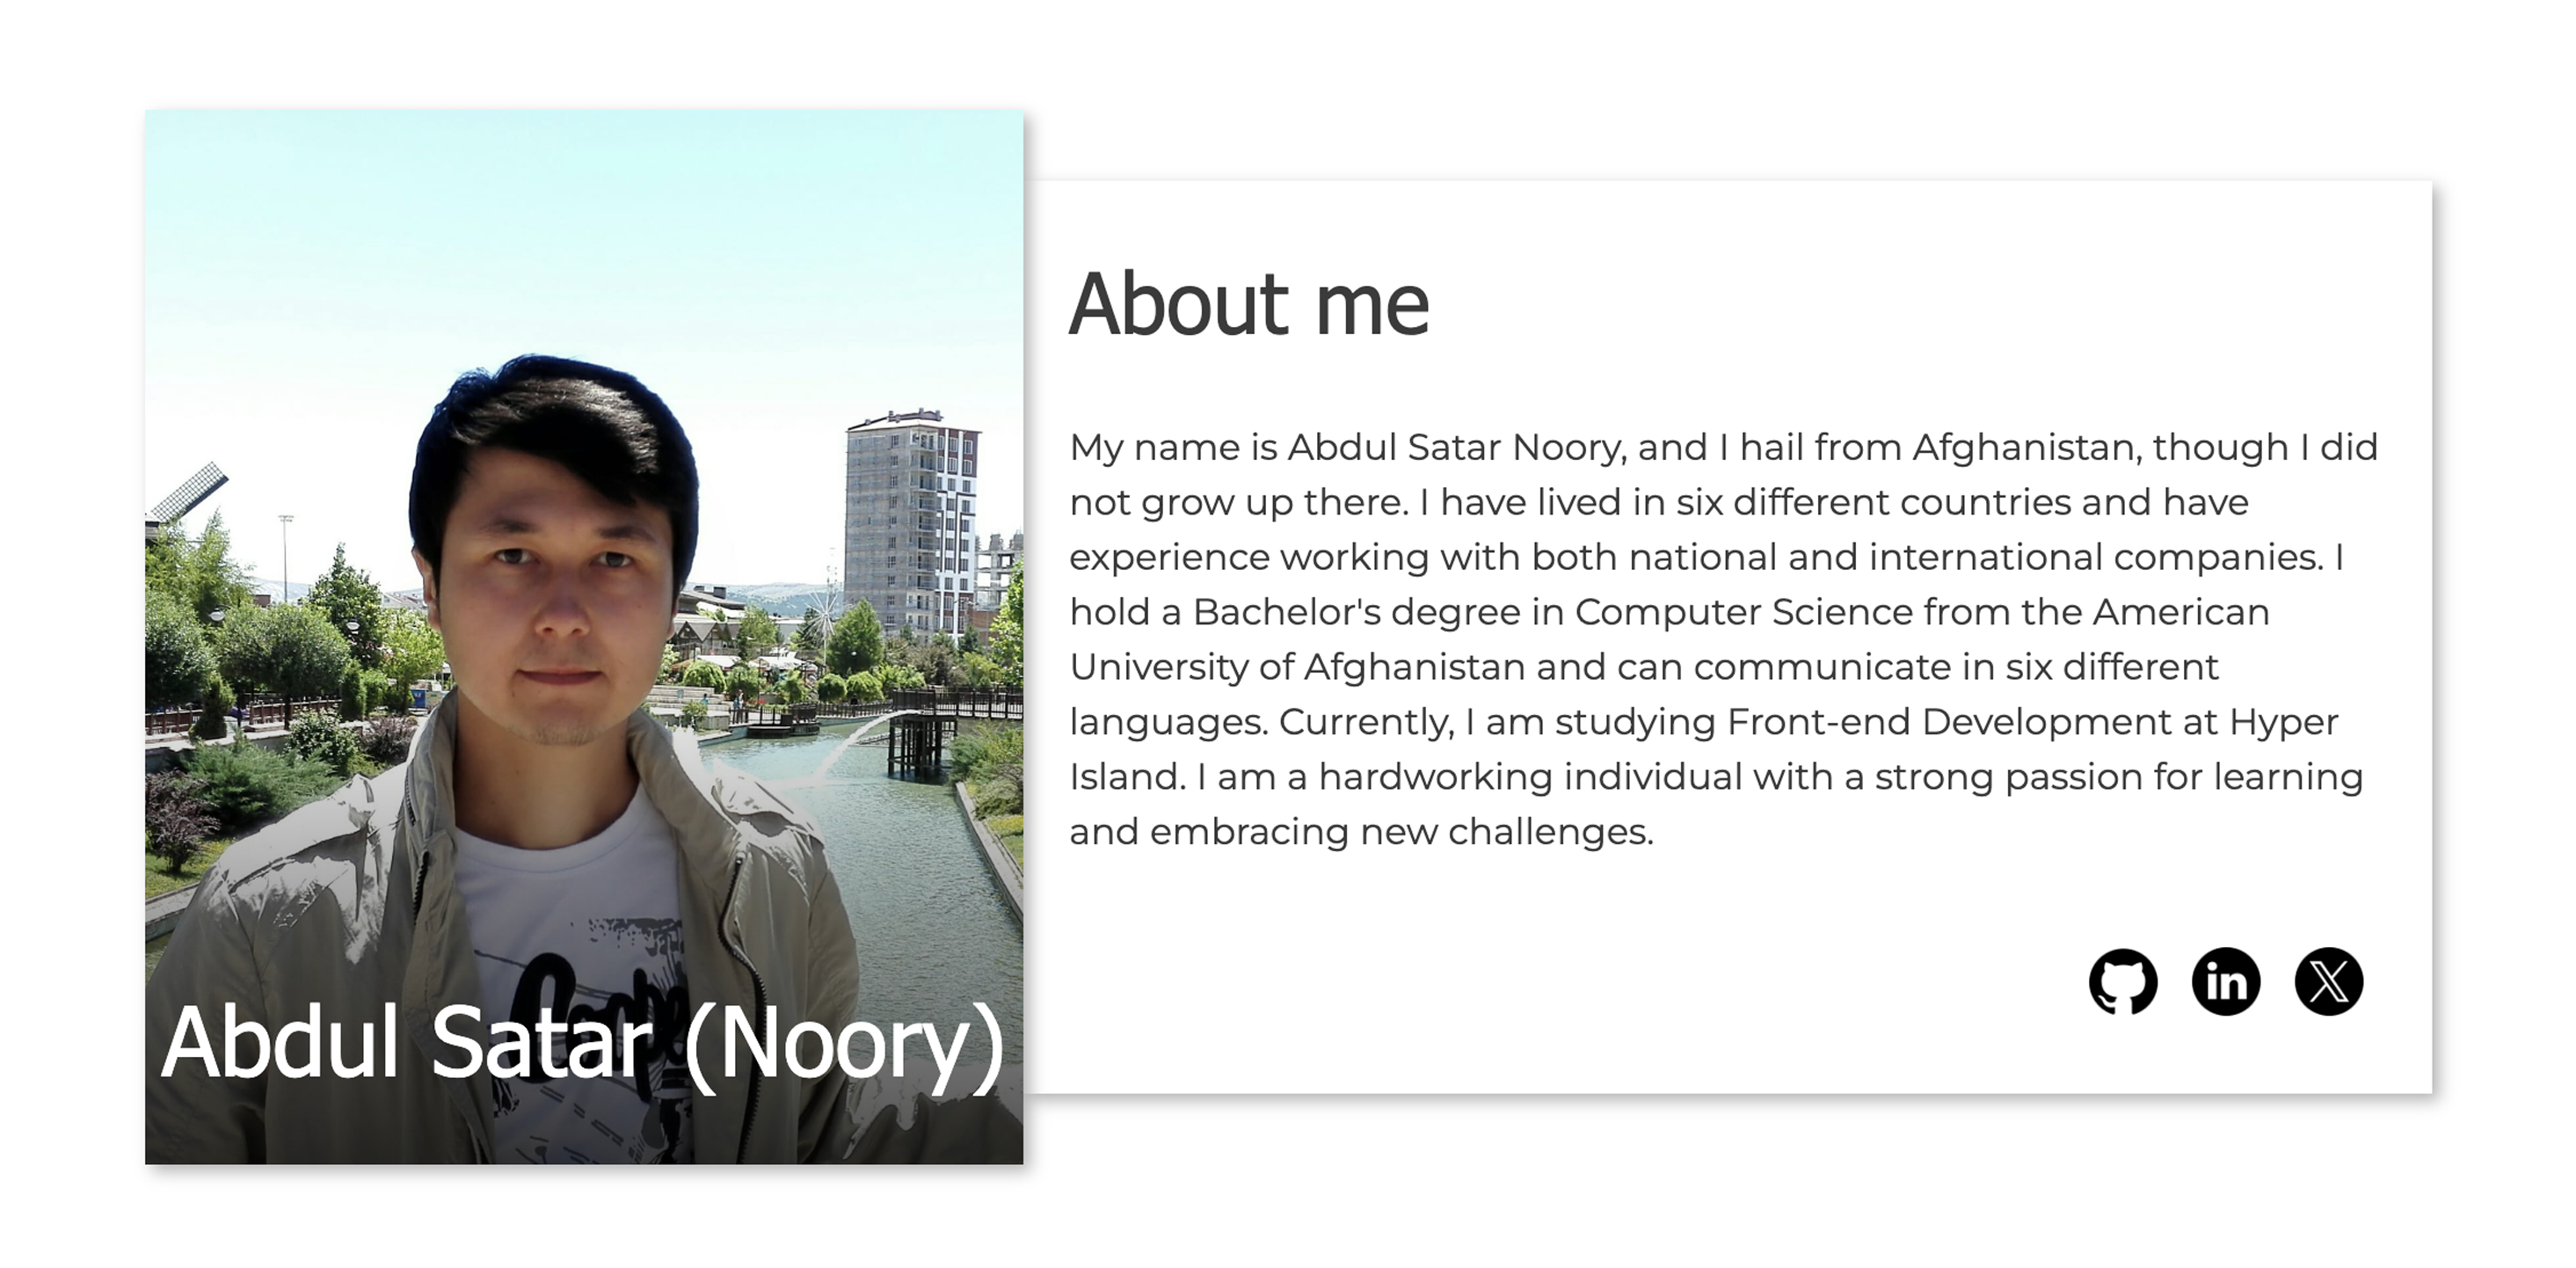 Abdul Satar (Noory)
About me
My name is Abdul Satar Noory, and I hail from Afghanistan, though I did
not grow up there. I have lived in six different countries and have
experience working with both national and international companies. I
hold a Bachelor's degree in Computer Science from the American
University of Afghanistan and can communicate in six different
languages. Currently, I am studying Front-end Development at Hyper
Island. I am a hardworking individual with a strong passion for learning
and embracing new challenges.
in
X